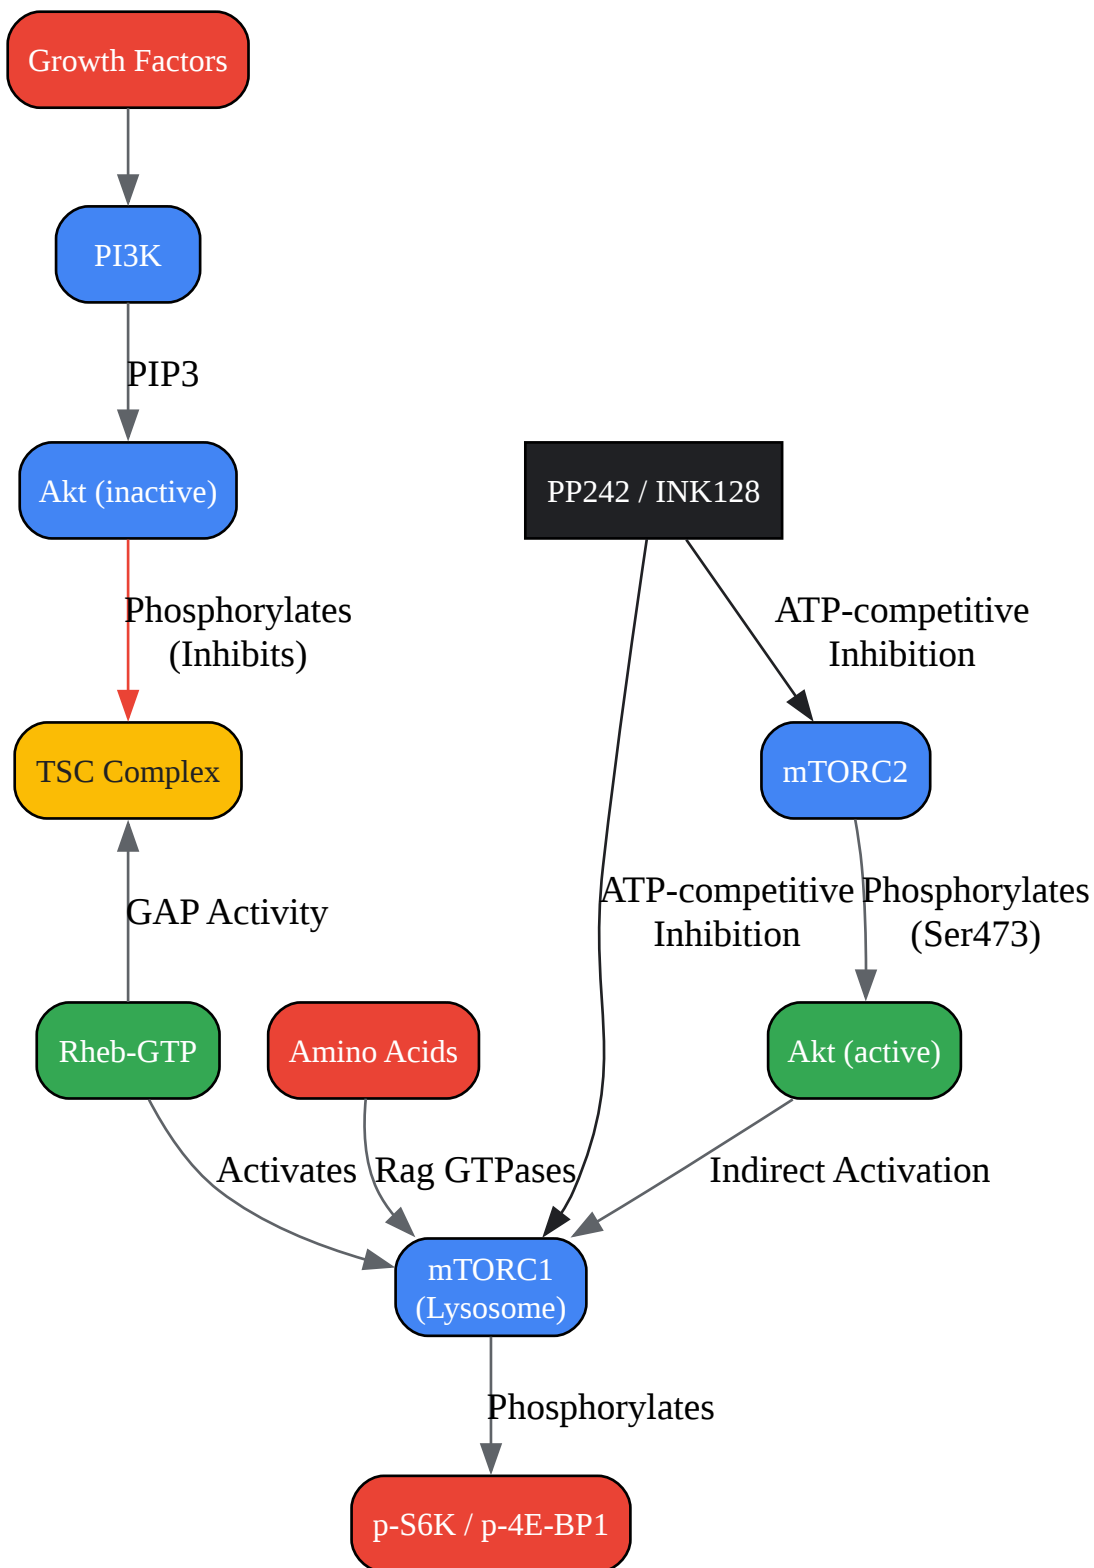 Growth Factors
PI3K
PIP3
Akt (inactive)
PP242 / INK128
Phosphorylates
(Inhibits)
ATP-competitive
Inhibition
TSC Complex
mTORC2
GAP Activity
ATP-competitive
Inhibition
Phosphorylates
(Ser473)
Rheb-GTP
Amino Acids
Akt (active)
Activates
Rag GTPases
Indirect Activation
mTORC1
(Lysosome)
Phosphorylates
p-S6K / p-4E-BP1